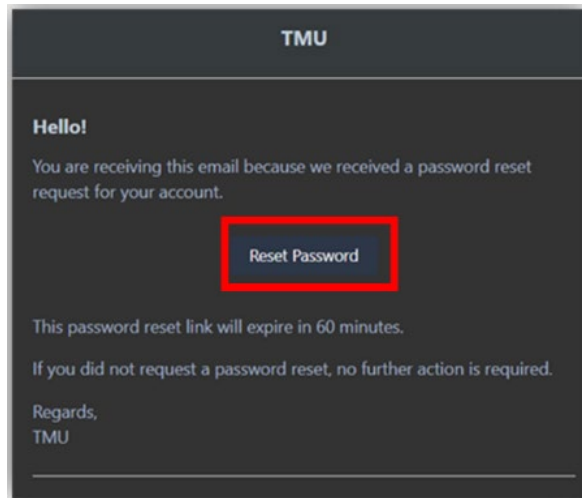 TMU
Hello!
You are receiving this email because we received a password reset
request for your account.
Reset Password
This password reset link will expire in 60 minutes.
If you did not request a password reset, no further action is required.
Regards,
TMU